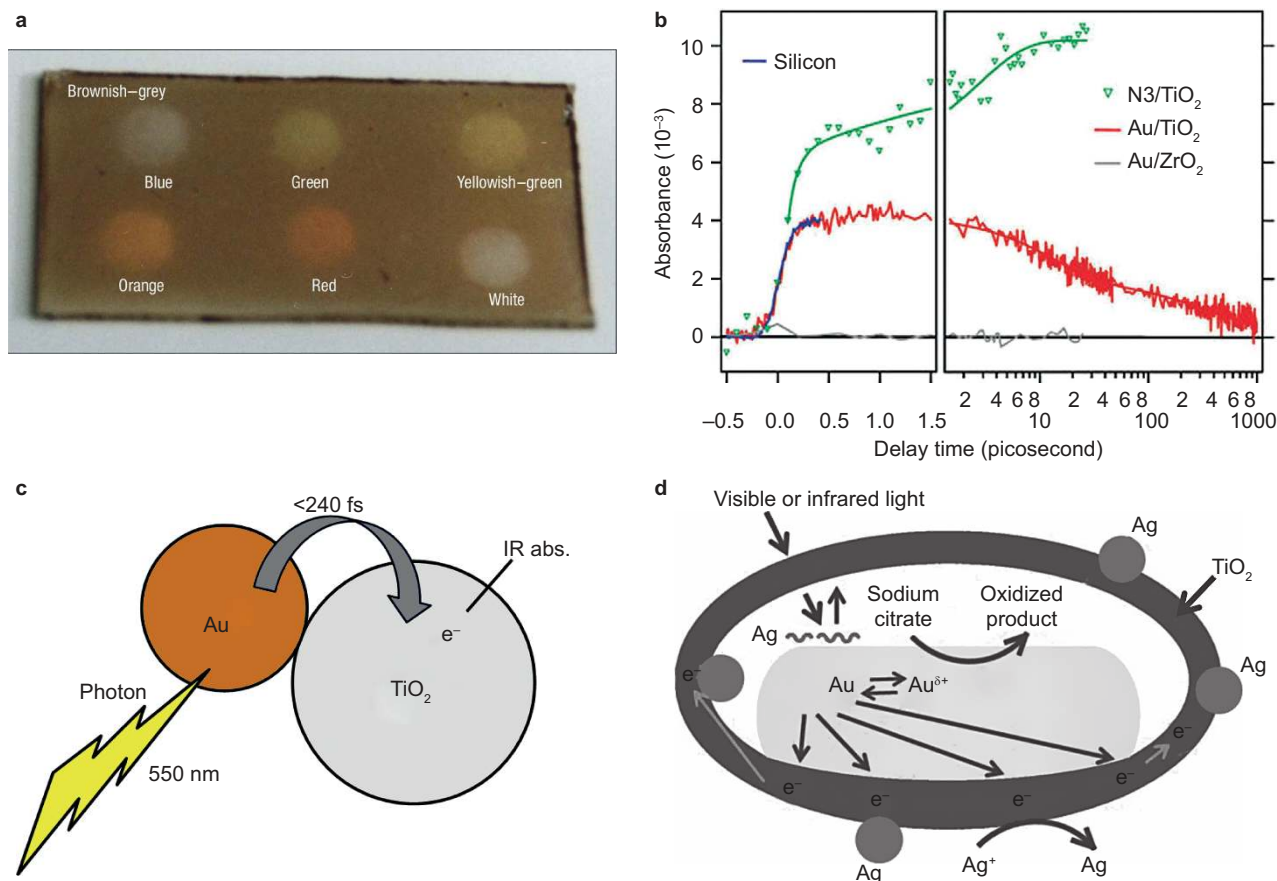 a
Brownish–grey
Blue
Green
Yellowish–green
Orange
Red
White
b
Absorbance (10⁻³)
10
8
6
4
2
0
Silicon
N3/TiO₂
Au/TiO₂
Au/ZrO₂
2 4 6 8 2 4 6 8 2 4 6 8
–0.5 0.0 0.5 1.0 1.5 10 100 1000
Delay time (picosecond)
c
<240 fs
IR abs.
Au
e⁻
TiO₂
Photon
550 nm
d
Visible or infrared light
Ag
TiO₂
Sodium
citrate
Oxidized
product
Ag
Ag
e⁻
Au
Auᵟ⁺
e⁻
e⁻
e⁻
e⁻
e⁻
Ag
Ag⁺
Ag